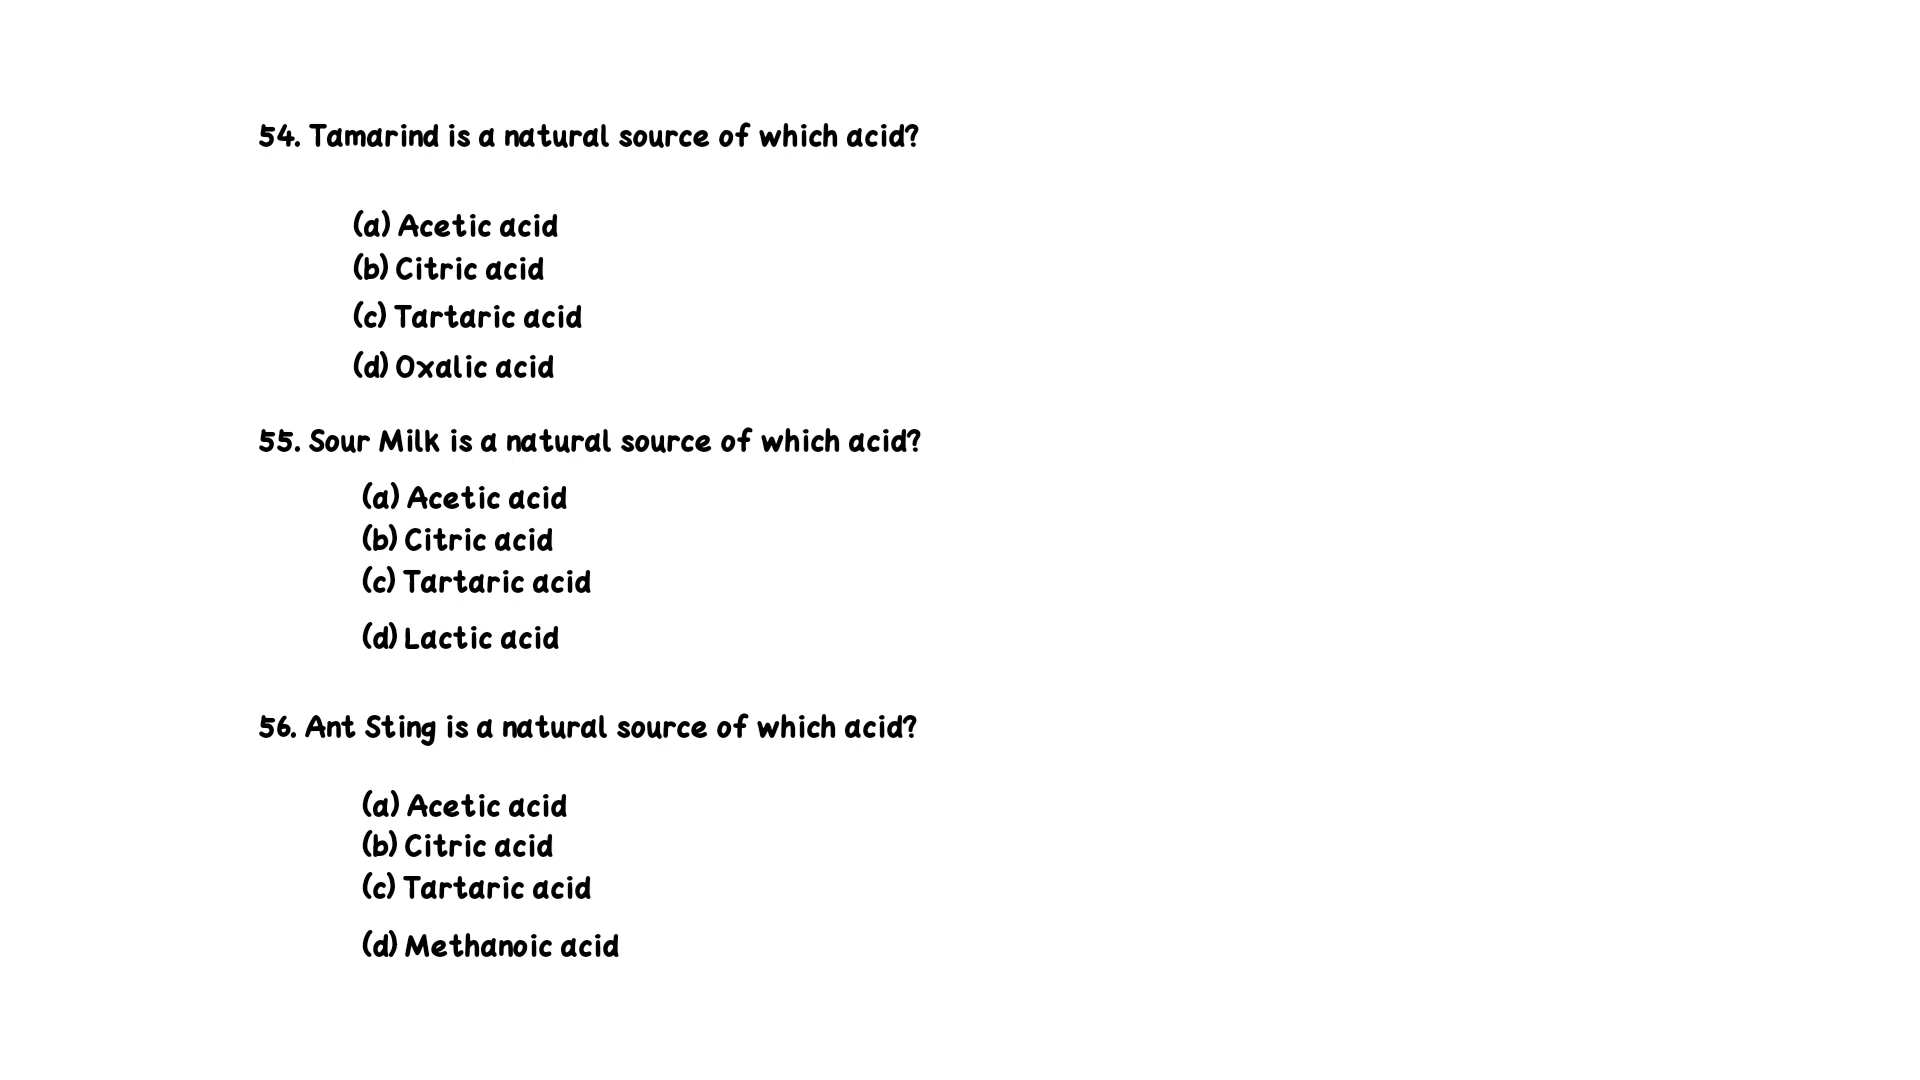 54. Tamarind is a natural source of which acid?
(a) Acetic acid
(b) Citric acid
(c) Tartaric acid
(d) Oxalic acid
55. Sour Milk is a natural source of which acid?
(a) Acetic acid
(b) Citric acid
(c) Tartaric acid
(d) Lactic acid
56. Ant Sting is a natural source of which acid?
(a) Acetic acid
(b) Citric acid
(c) Tartaric acid
(d) Methanoic acid